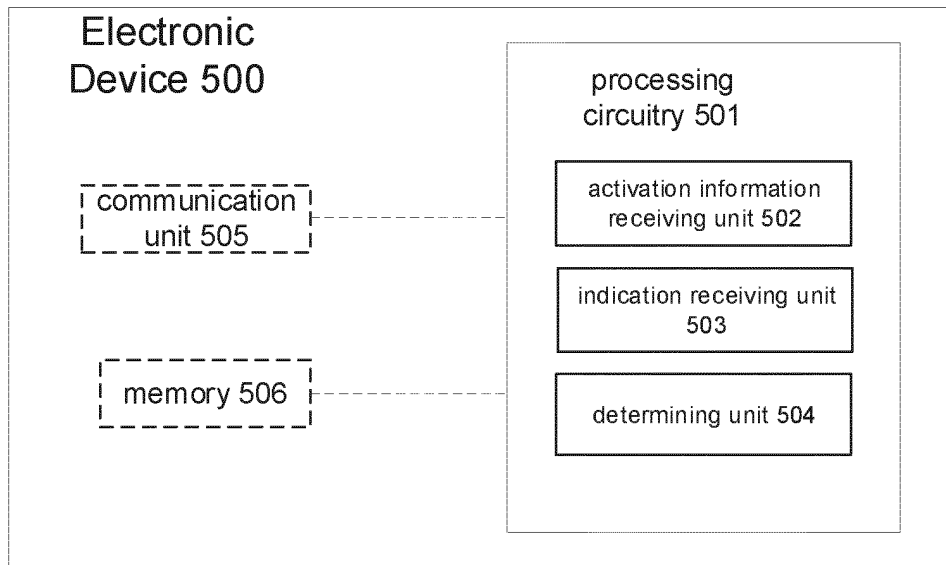 Electronic
Device 500
processing
circuitry 501
communication
unit 505
memory 506
activation information
receiving unit 502
indication receiving unit
503
determining unit 504